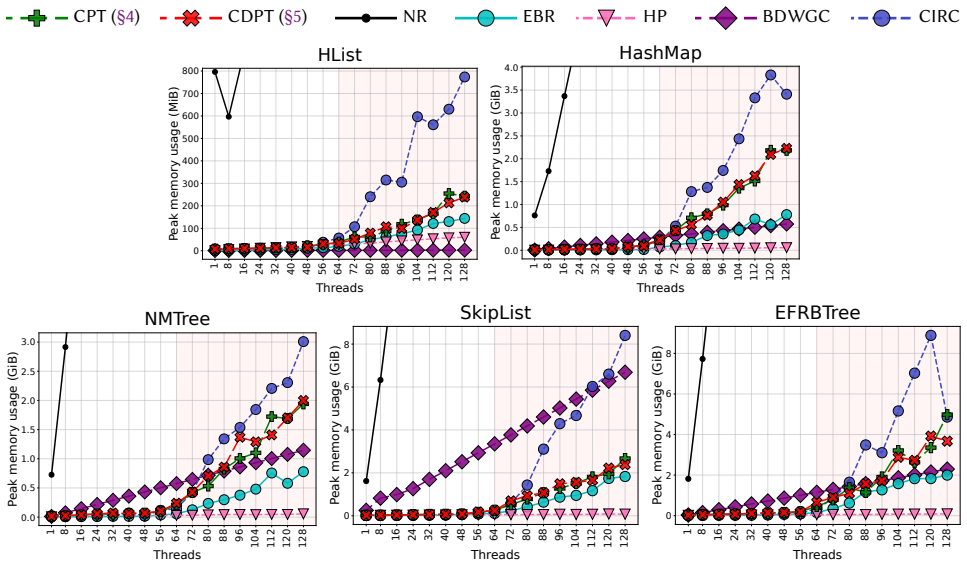 CPT (§4) CDPT (§5) NR EBR HP BDWGC CIRC
HList
Peak memory usage (MiB)
800
700
600
500
400
300
200
100
0
1 8 16 24 32 40 48 56 64 72 80 88 96 104 112 120 128
Threads
HashMap
Peak memory usage (GiB)
4.0
3.5
3.0
2.5
2.0
1.5
1.0
0.5
0.0
1 8 16 24 32 40 48 56 64 72 80 88 96 104 112 120 128
Threads
NMTree
Peak memory usage (GiB)
3.0
2.5
2.0
1.5
1.0
0.5
0.0
1 8 16 24 32 40 48 56 64 72 80 88 96 104 112 120 128
Threads
SkipList
Peak memory usage (GiB)
8
6
4
2
0
1 8 16 24 32 40 48 56 64 72 80 88 96 104 112 120 128
Threads
EFRBTree
Peak memory usage (GiB)
8
6
4
2
0
1 8 16 24 32 40 48 56 64 72 80 88 96 104 112 120 128
Threads